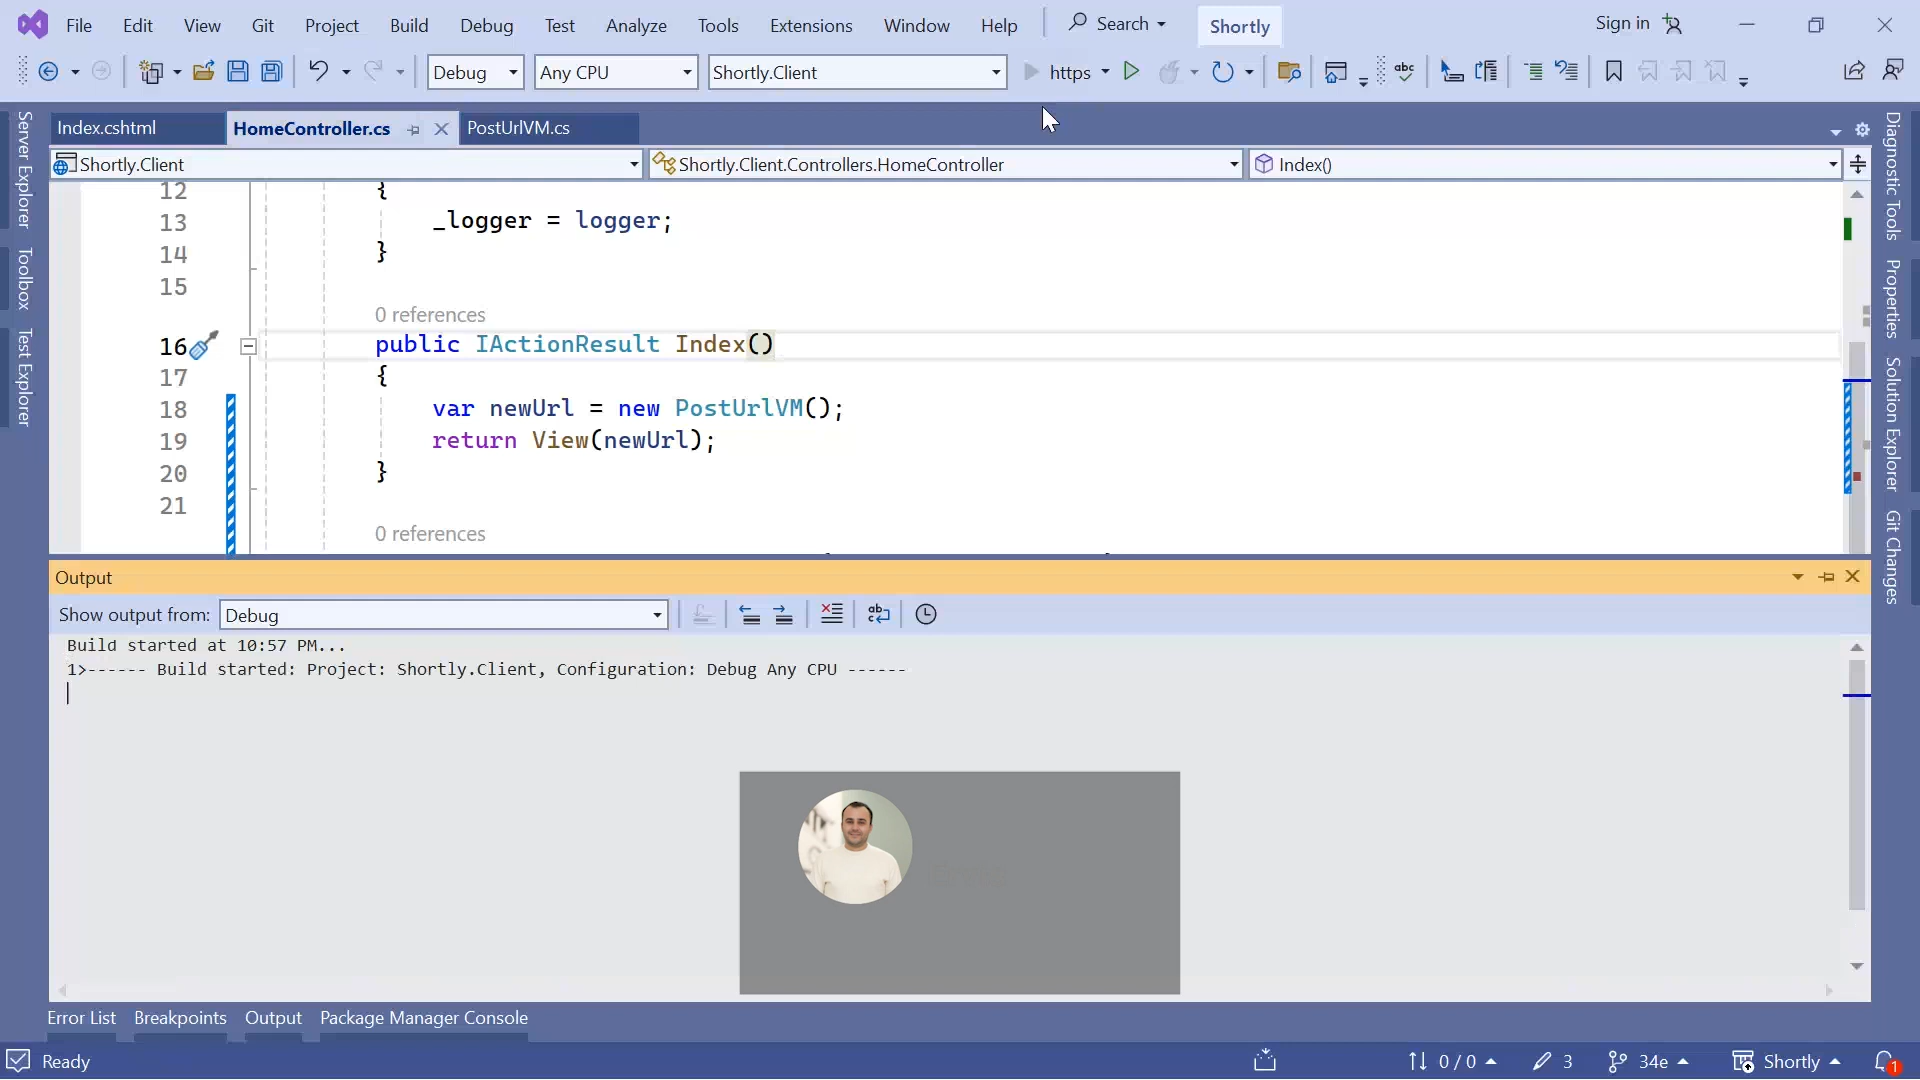 File Edit View Git Project Build Debug Test Analyze Tools Extensions Window Help Search Shortly Sign in
Debug Any CPU Shortly.Client https abc
Index.cshtml HomeController.cs PostUrlVM.cs
Shortly.Client Shortly.Client.Controllers.HomeController Index()
12 {
13 _logger = logger;
14 }
15
0 references
16 public IActionResult Index()
17 {
18 var newUrl = new PostUrlVM();
19 return View(newUrl);
20 }
21
0 references
Output
Show output from: Debug
Build started at 10:57 PM...
1>------ Build started: Project: Shortly.Client, Configuration: Debug Any CPU ------
Error List Breakpoints Output Package Manager Console
Ready 0 / 0 3 34e Shortly 1
Server Explorer
Toolbox
Test Explorer
Diagnostic Tools
Properties
Solution Explorer
Git Changes